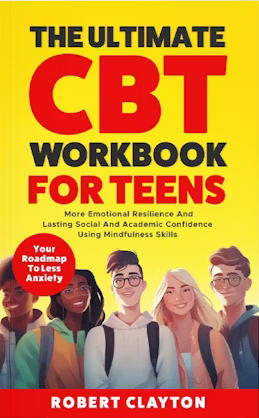 THE ULTIMATE
CBT
WORKBOOK
FOR TEENS
More Emotional Resilience And
Lasting Social And Academic Confidence
Using Mindfulness Skills
Your
Roadmap
To Less
Anxiety
ROBERT CLAYTON